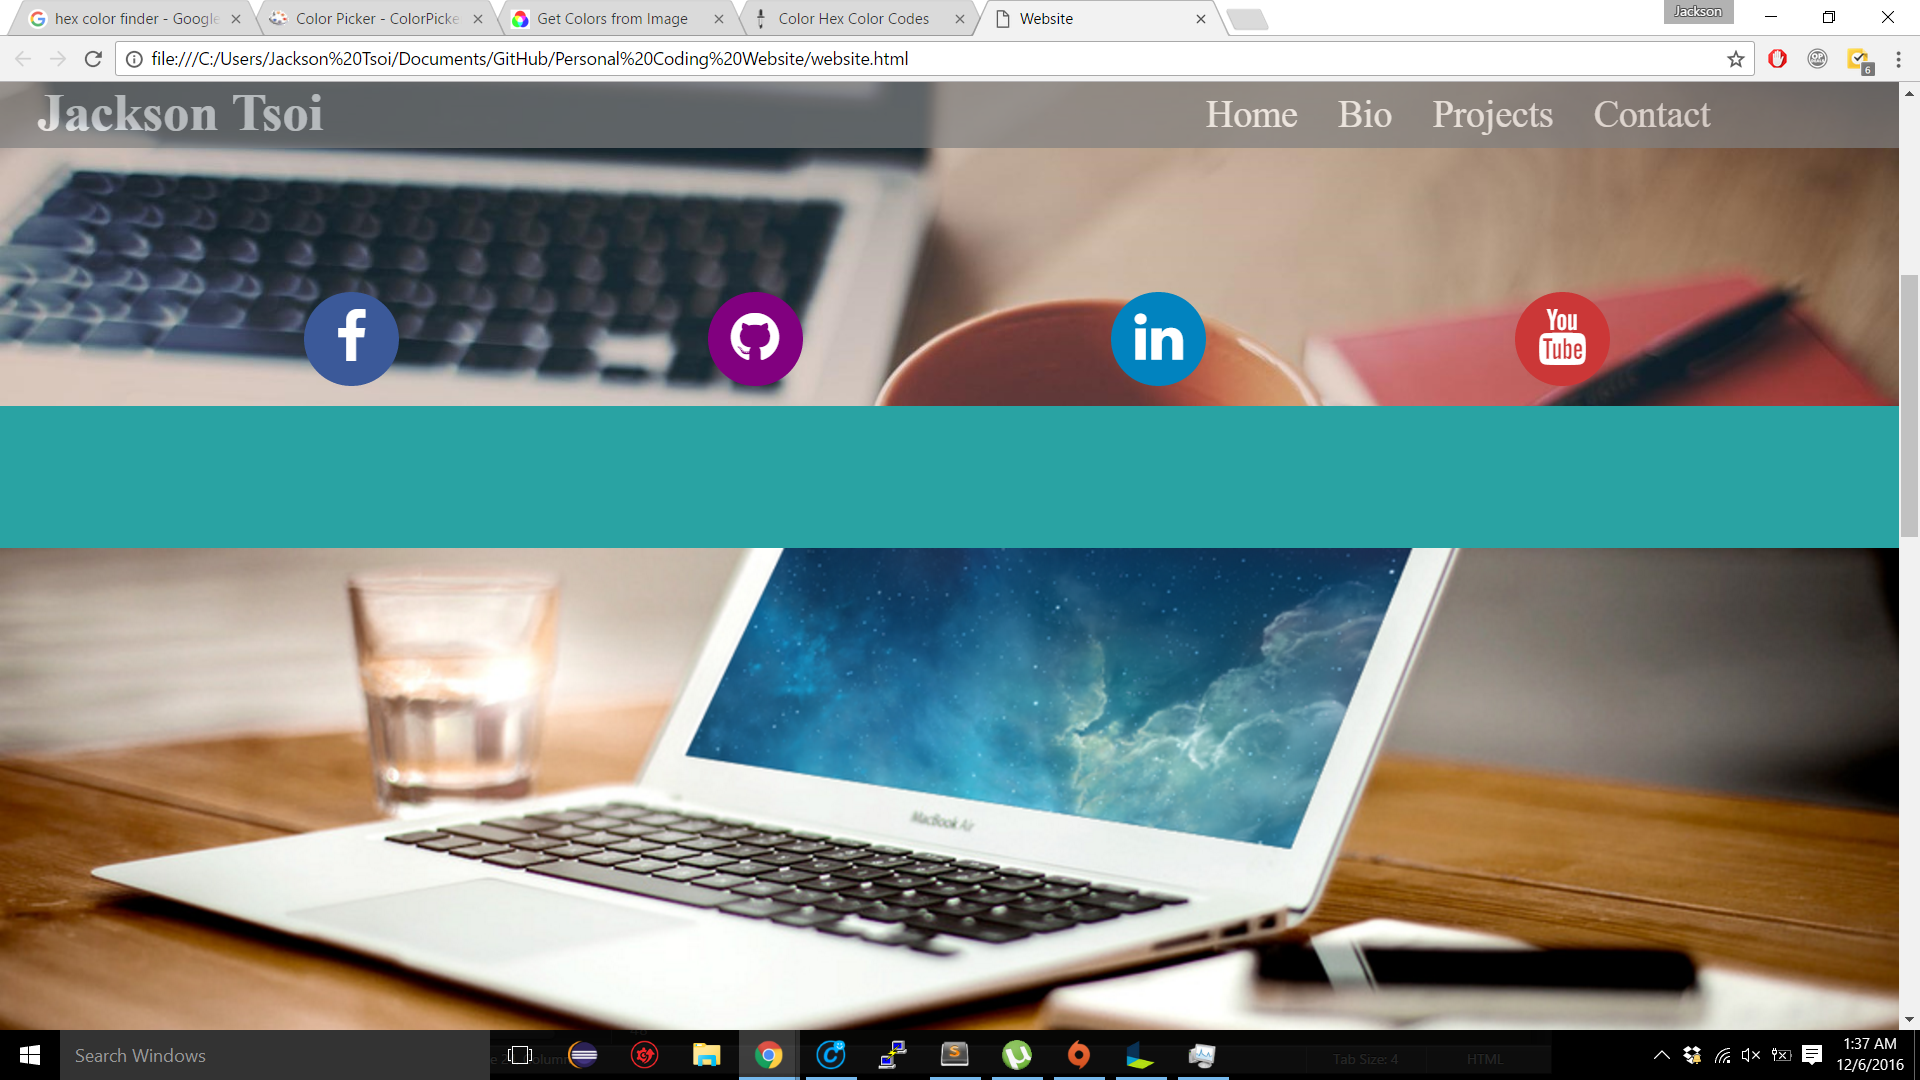 hex color finder - Google
Color Picker - ColorPicke
Get Colors from Image
Color Hex Color Codes
Website
Jackson
file:///C:/Users/Jackson%20Tsoi/Documents/GitHub/Personal%20Coding%20Website/website.html
6
Jackson Tsoi
Home
Bio
Projects
Contact
f
in
You
Tube
MacBook Air
Search Windows
Tab Size: 4
HTML
1:37 AM
12/6/2016